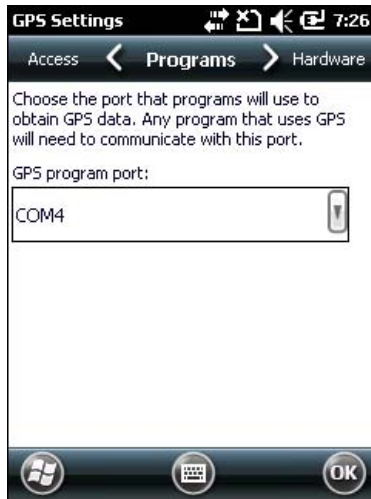 GPS Settings 7:26
Access Programs Hardware
Choose the port that programs will use to
obtain GPS data. Any program that uses GPS
will need to communicate with this port.
GPS program port:
COM4
OK